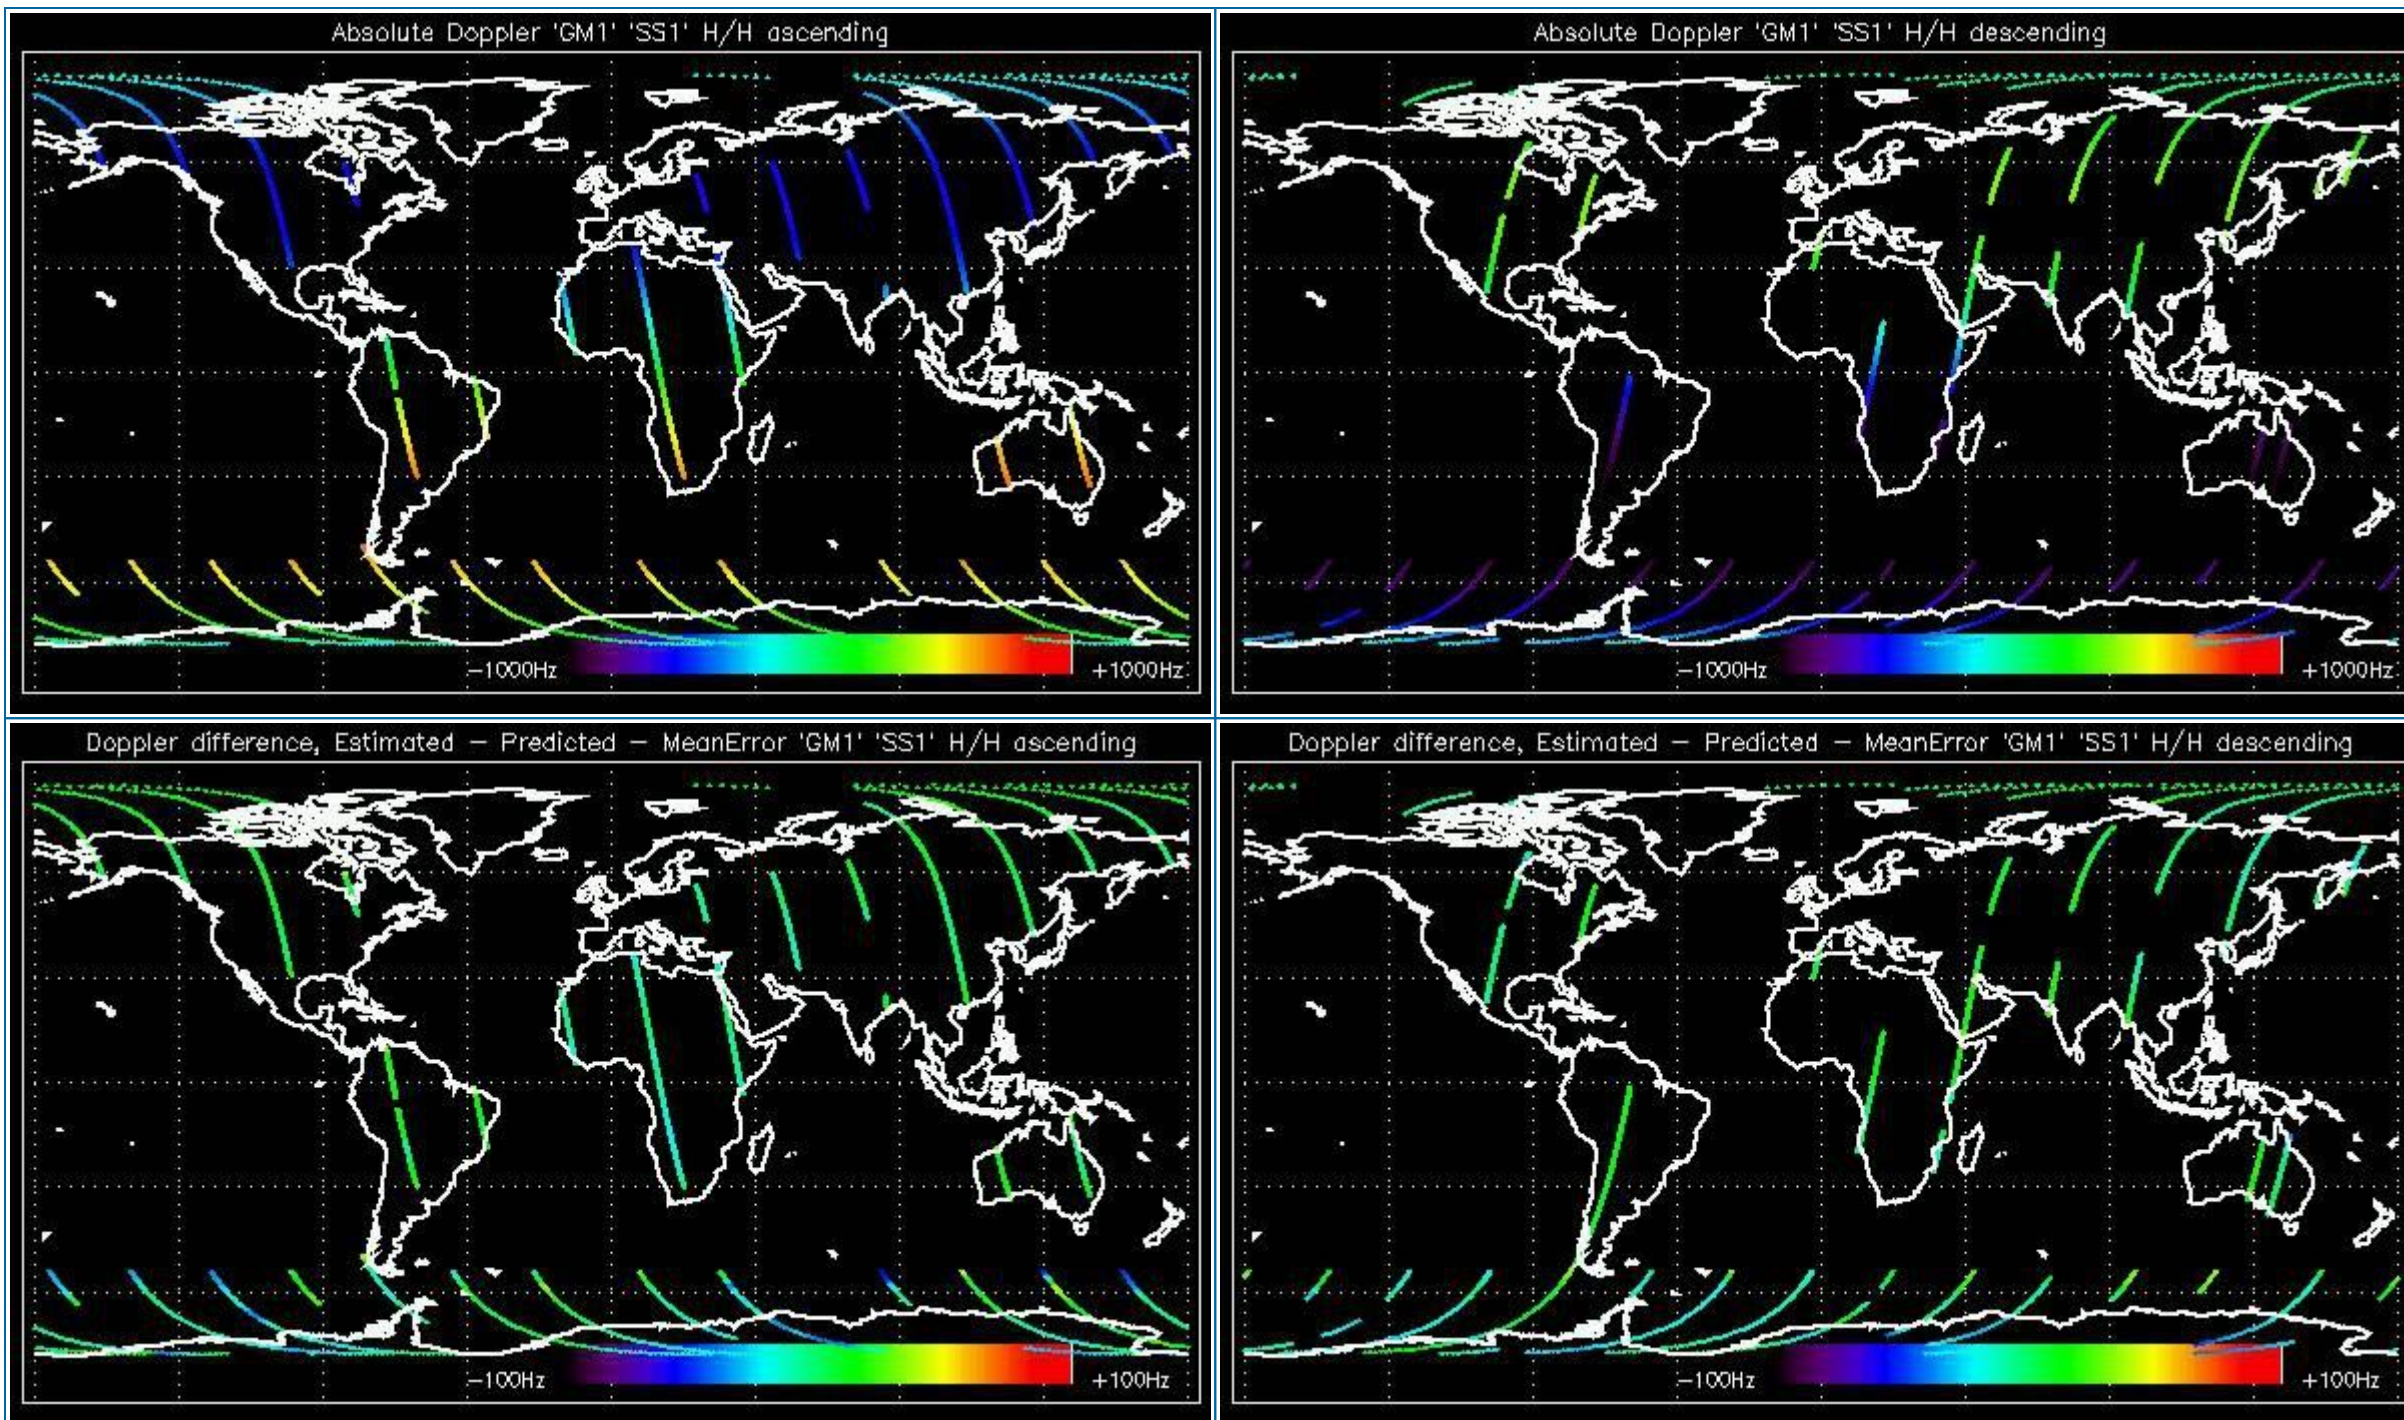 Absolute Doppler 'GM1' 'SS1' H/H ascending
−1000Hz
+1000Hz
Absolute Doppler 'GM1' 'SS1' H/H descending
−1000Hz
+1000Hz
Doppler difference, Estimated − Predicted − MeanError 'GM1' 'SS1' H/H ascending
−100Hz
+100Hz
Doppler difference, Estimated − Predicted − MeanError 'GM1' 'SS1' H/H descending
−100Hz
+100Hz